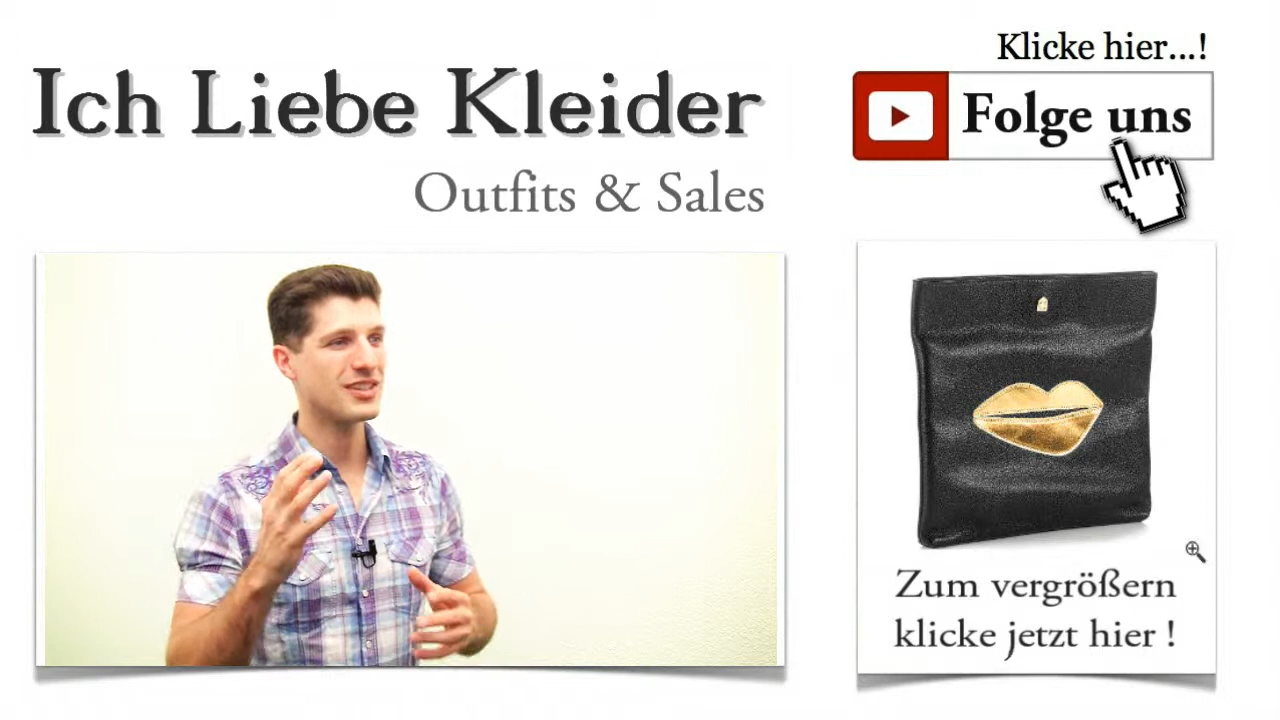 Ich Liebe Kleider
Outfits & Sales
Klicke hier...!
Folge uns
Zum vergrößern
klicke jetzt hier !